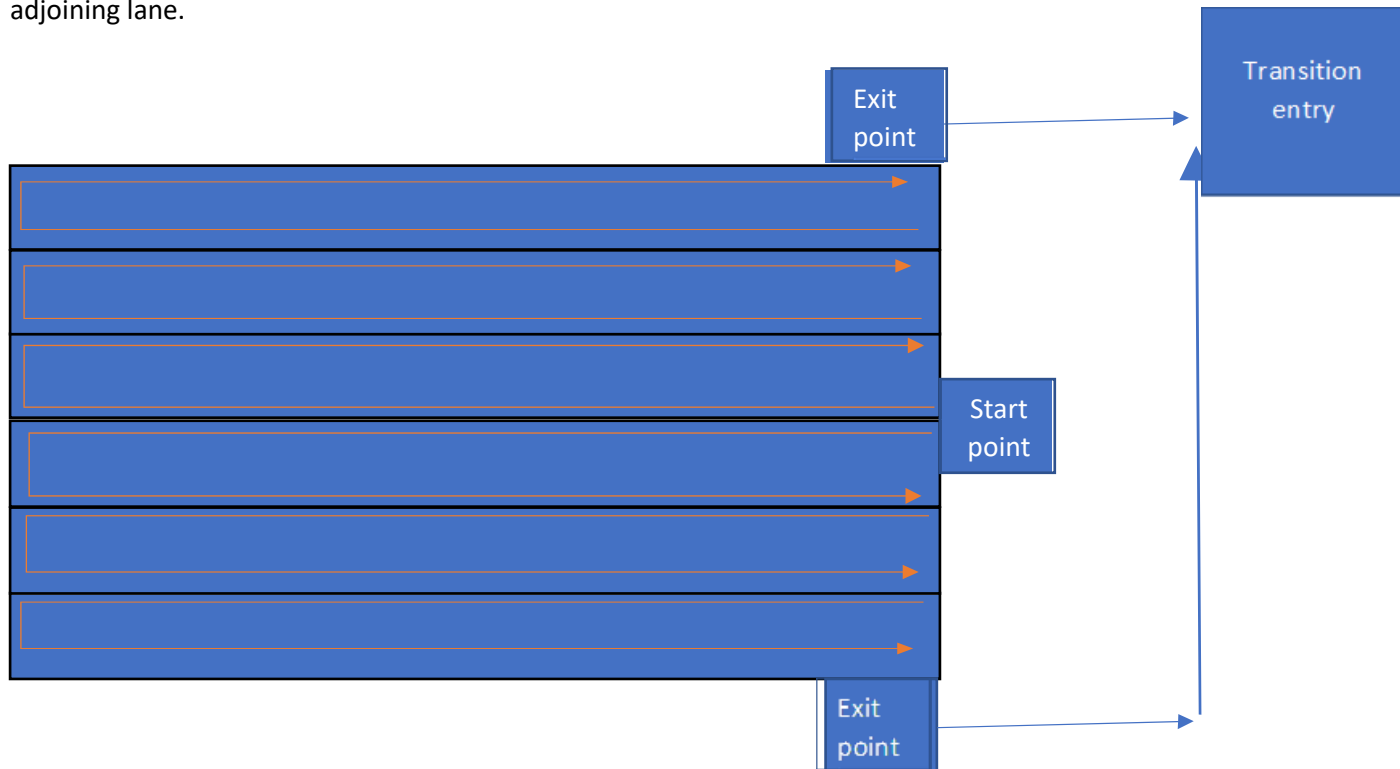 adjoining lane.
Exit
point
Transition
entry
Start
point
Exit
point